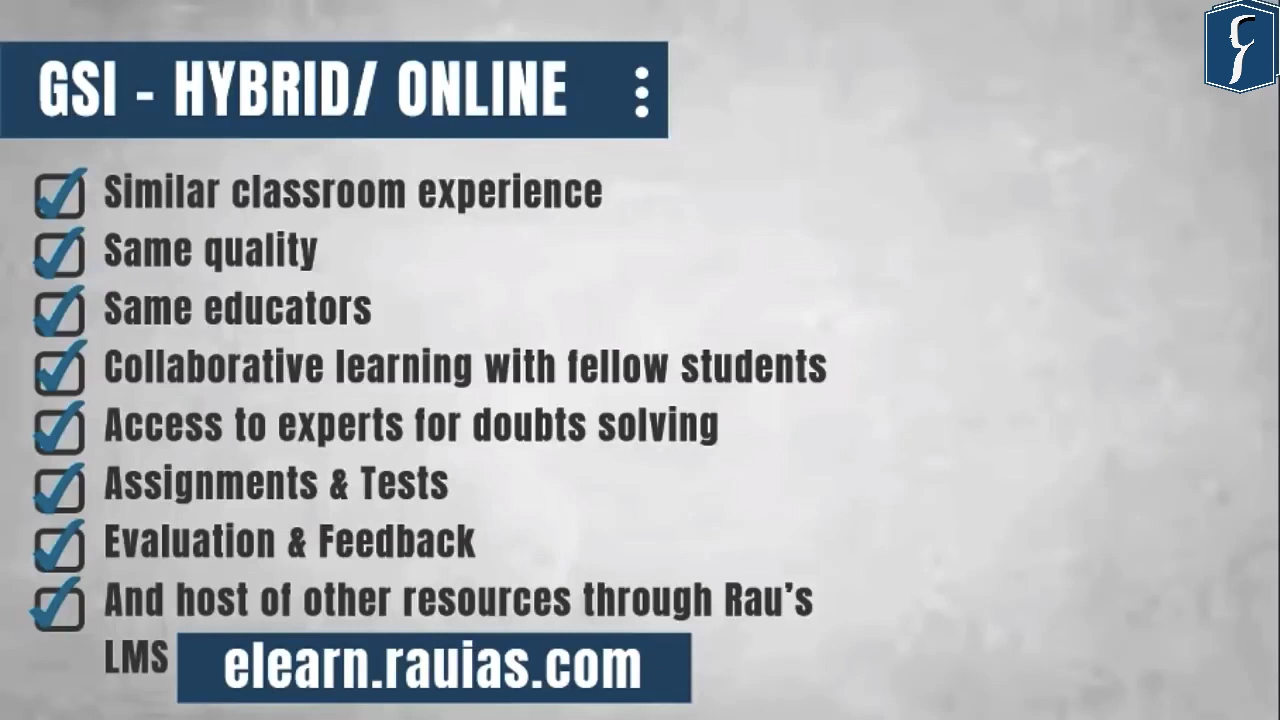 GSI - HYBRID/ ONLINE
Similar classroom experience
Same quality
Same educators
Collaborative learning with fellow students
Access to experts for doubts solving
Assignments & Tests
Evaluation & Feedback
And host of other resources through Rau’s
LMS elearn.rauias.com